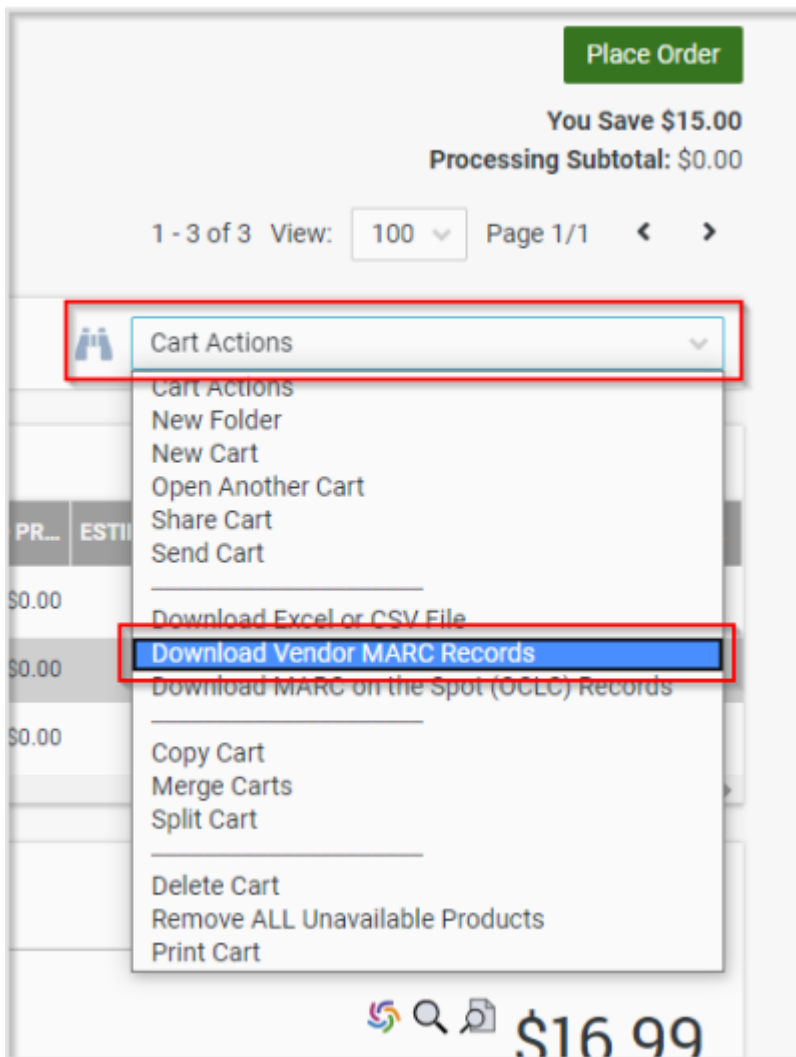 Place Order
You Save $15.00
Processing Subtotal: $0.00
1 - 3 of 3 View: 100 Page 1/1
Cart Actions
Cart Actions
New Folder
New Cart
Open Another Cart
Share Cart
PR... ESTI
Send Cart
$0.00
Download Excel or CSV File
Download Vendor MARC Records
$0.00
Download MARC on the Spot (OCLC) Records
$0.00
Copy Cart
Merge Carts
Split Cart
Delete Cart
Remove ALL Unavailable Products
Print Cart
$16.99